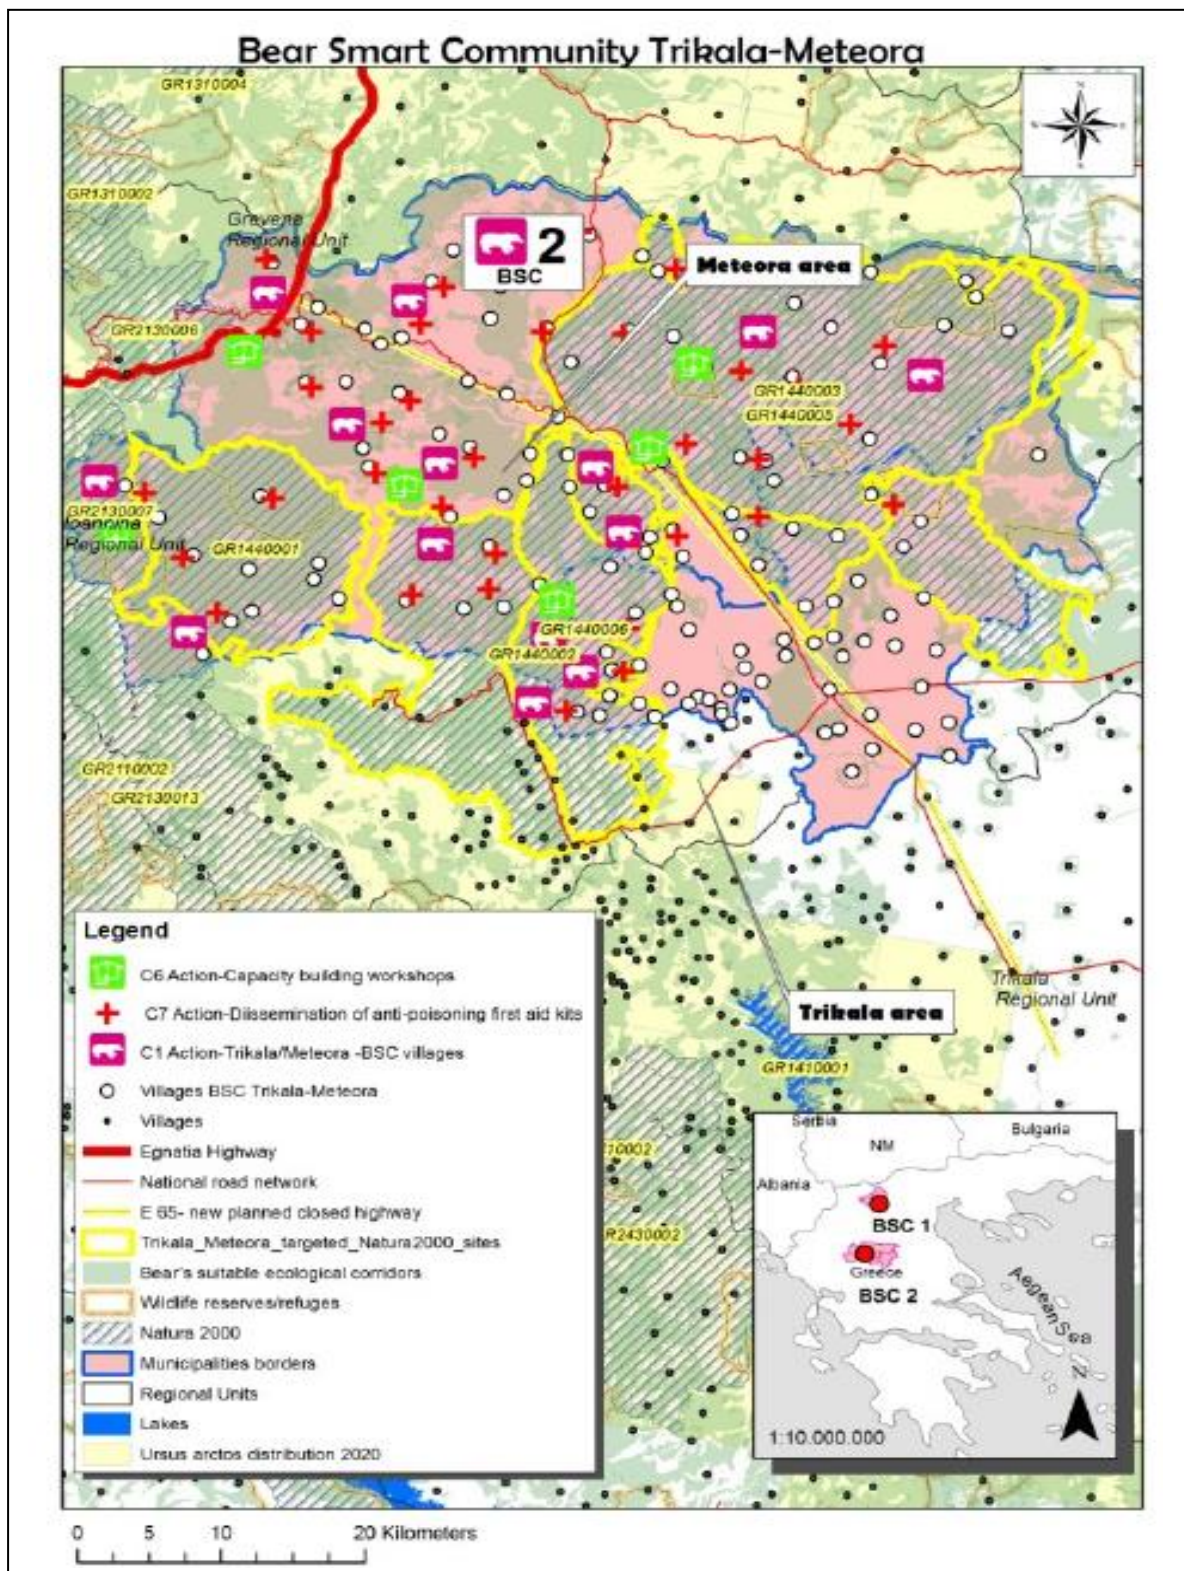 Bear Smart Community Trikala-Meteora
GR1310004
GR1310002
Grevena
Regional Unit
2
BSC
Meteora area
GR2130006
GR1440003
GR1440005
GR2130007
Ioannina
Regional Unit
GR1440001
GR1440006
GR1440002
GR2110002
GR2130013
Legend
C6 Action-Capacity building workshops
C7 Action-Diissemination of anti-poisoning first aid kits
C1 Action-Trikala/Meteora -BSC villages
Villages BSC Trikala-Meteora
Villages
Egnatia Highway
National road network
E 65- new planned closed highway
Trikala_Meteora_targeted_Natura2000_sites
Bear's suitable ecological corridors
Wildlife reserves/refuges
Natura 2000
Municipalities borders
Regional Units
Lakes
Ursus arctos distribution 2020
Trikala
Regional Unit
Trikala area
GR1410001
10002
R2430002
Serbia
Bulgaria
NM
Albania
BSC 1
Greece
BSC 2
Aegean Sea
N
1:10.000.000
0 5 10 20 Kilometers